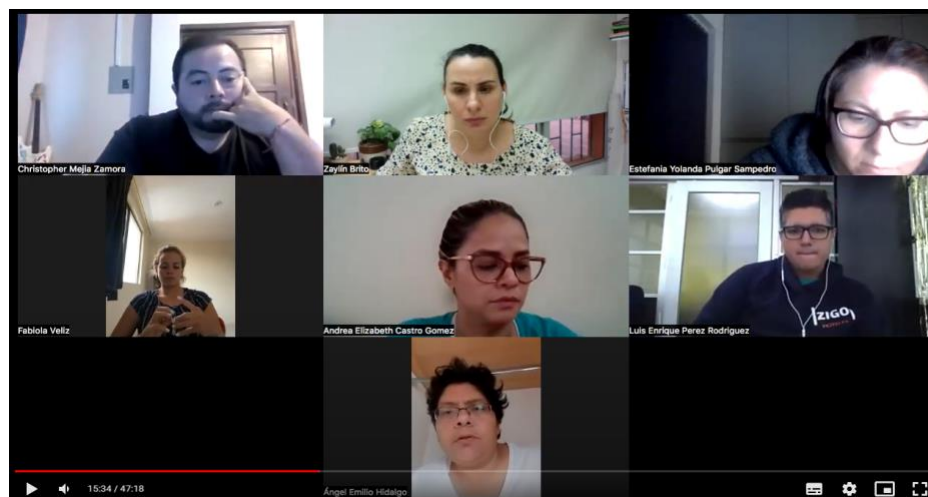 Christopher Mejia Zamora
Zaylín Brito
Estefania Yolanda Pulgar Sampedro
Fabiola Veliz
Andrea Elizabeth Castro Gomez
Luis Enrique Perez Rodriguez
ZIGO
Ángel Emilio Hidalgo
15:34 / 47:18